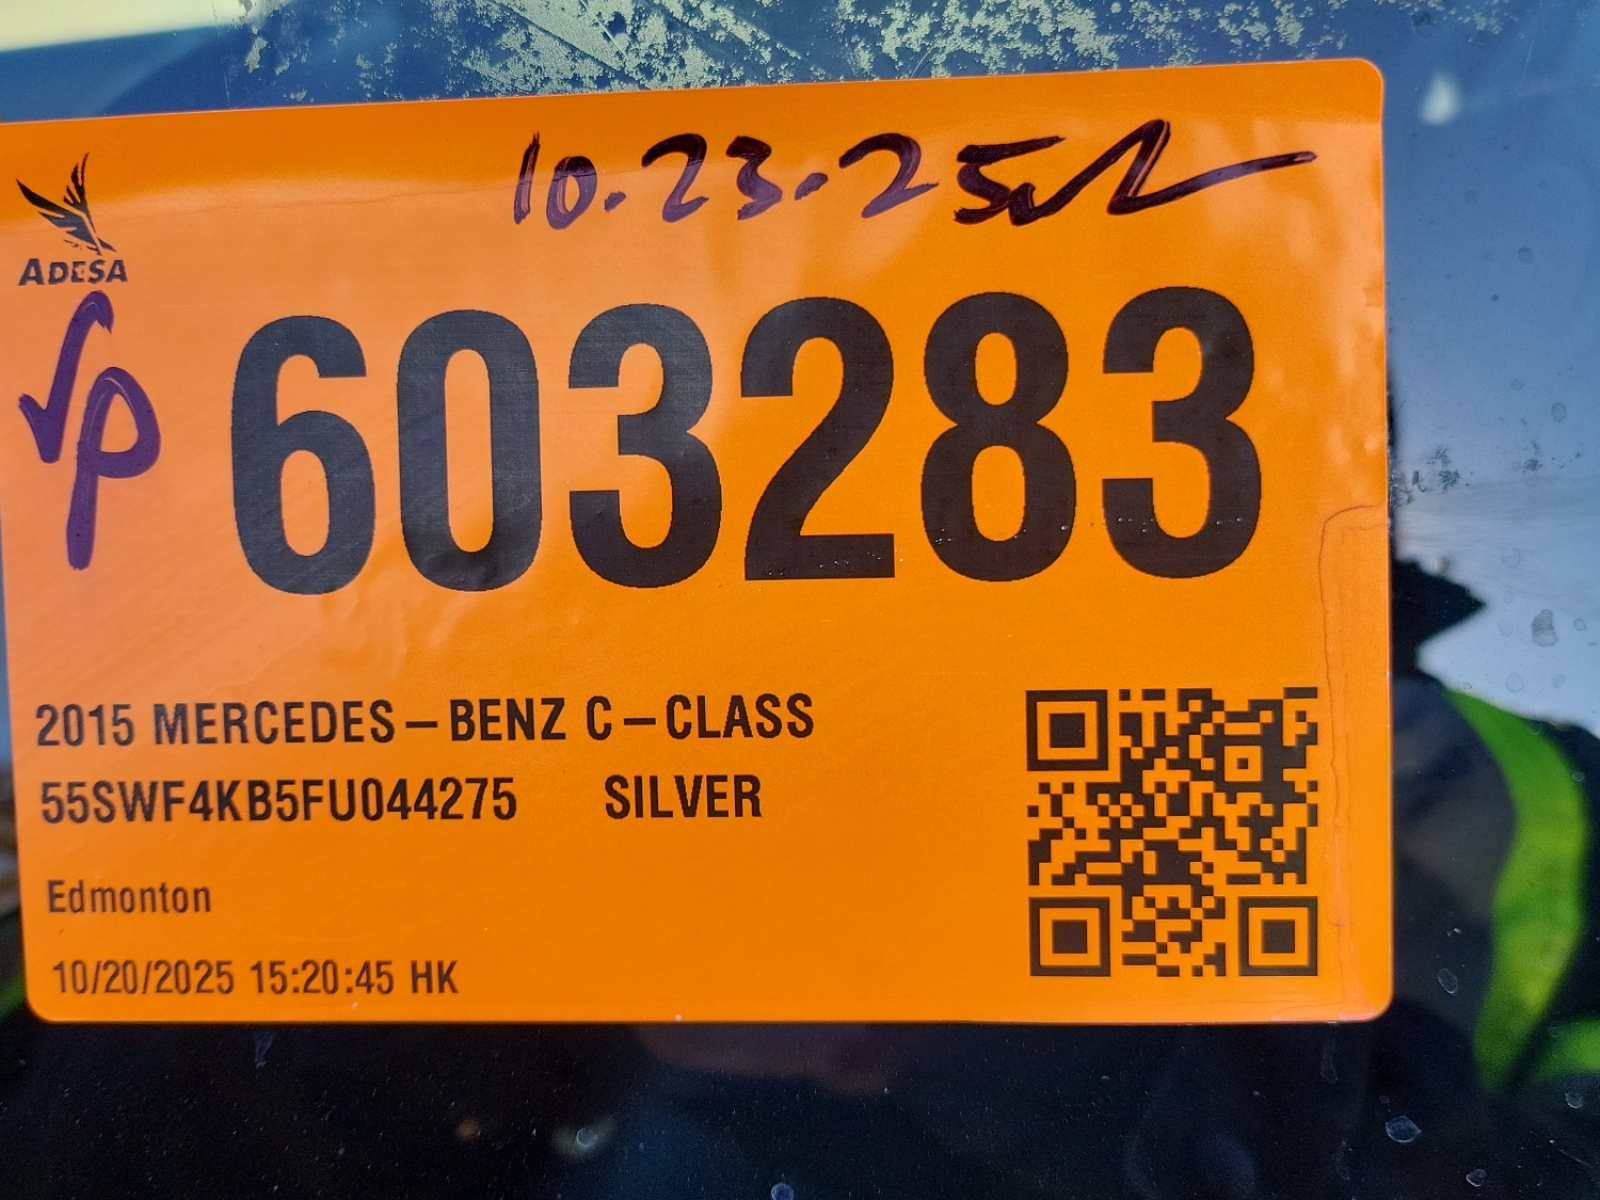 10.23.25
ADESA
√p
603283
2015 MERCEDES-BENZ C-CLASS
55SWF4KB5FU044275 SILVER
Edmonton
10/20/2025 15:20:45 HK